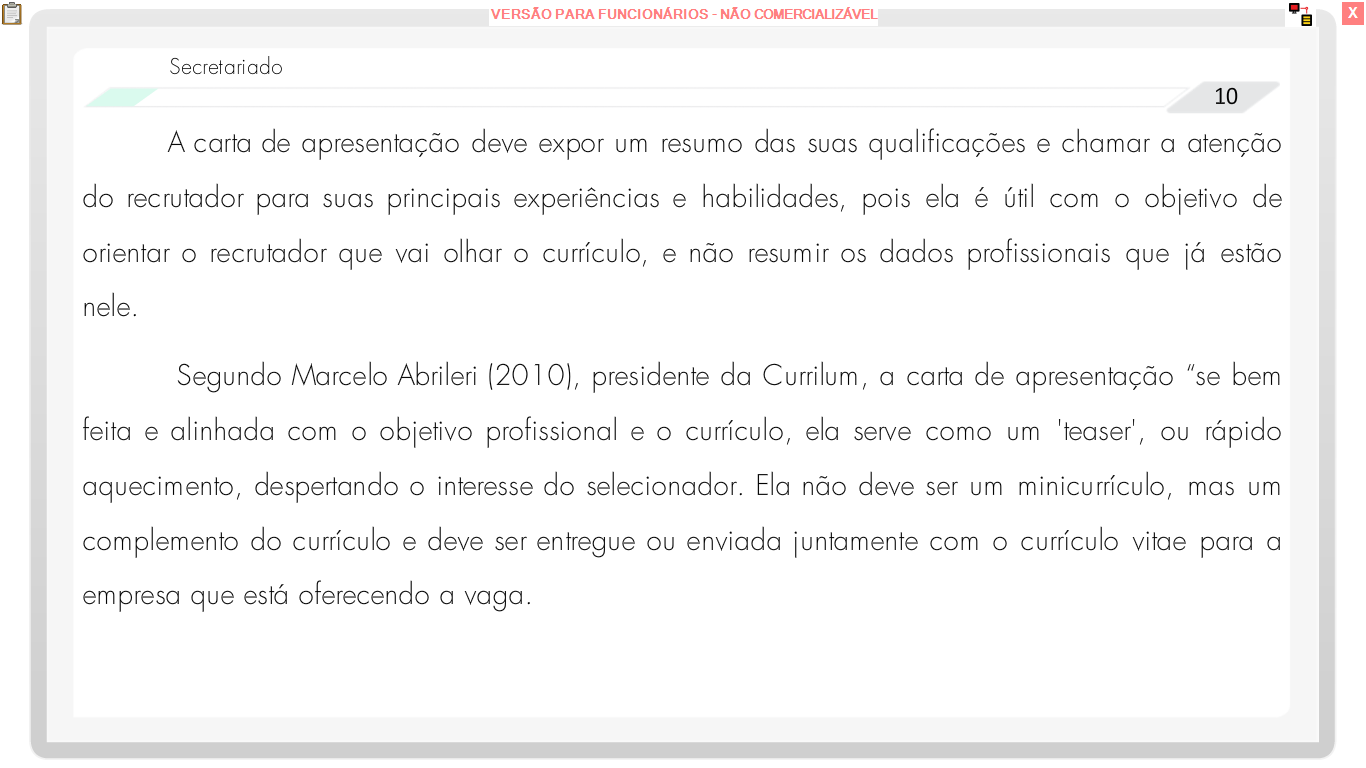 VERSÃO PARA FUNCIONÁRIOS - NÃO COMERCIALIZÁVEL
X
Secretariado
10
A carta de apresentação deve expor um resumo das suas qualificações e chamar a atenção
do recrutador para suas principais experiências e habilidades, pois ela é útil com o objetivo de
orientar o recrutador que vai olhar o currículo, e não resumir os dados profissionais que já estão
nele.
Segundo Marcelo Abrileri (2010), presidente da Currilum, a carta de apresentação “se bem
feita e alinhada com o objetivo profissional e o currículo, ela serve como um 'teaser', ou rápido
aquecimento, despertando o interesse do selecionador. Ela não deve ser um minicurrículo, mas um
complemento do currículo e deve ser entregue ou enviada juntamente com o currículo vitae para a
empresa que está oferecendo a vaga.